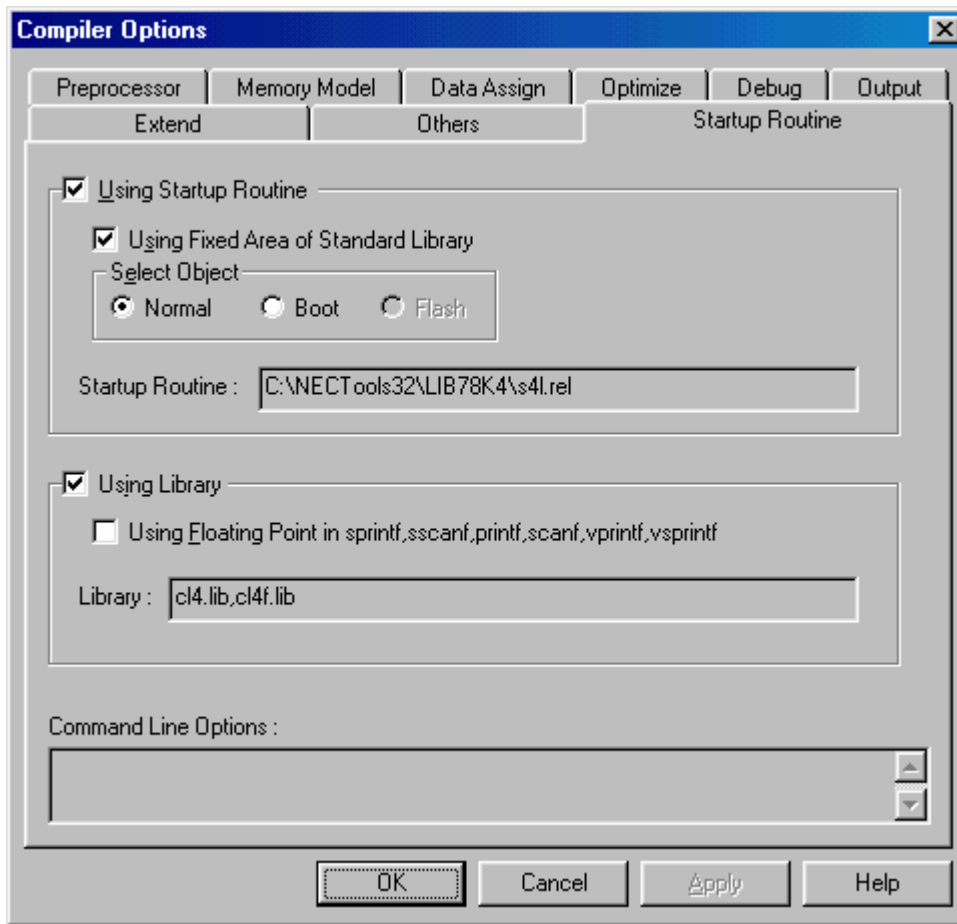 Compiler Options
Preprocessor Memory Model Data Assign Optimize Debug Output
Extend Others Startup Routine
Using Startup Routine
Using Fixed Area of Standard Library
Select Object
Normal Boot Flash
Startup Routine : C:\NECTools32\LIB78K4\s4l.rel
Using Library
Using Floating Point in sprintf,sscanf,printf,scanf,vprintf,vsprintf
Library : cl4.lib,cl4f.lib
Command Line Options :
OK Cancel Apply Help